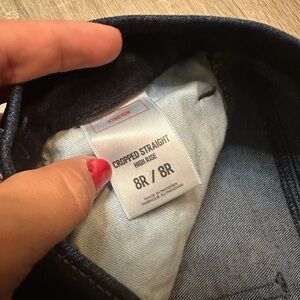 STRETCH
CROPPED STRAIGHT
HIGH RISE
8R / 8R